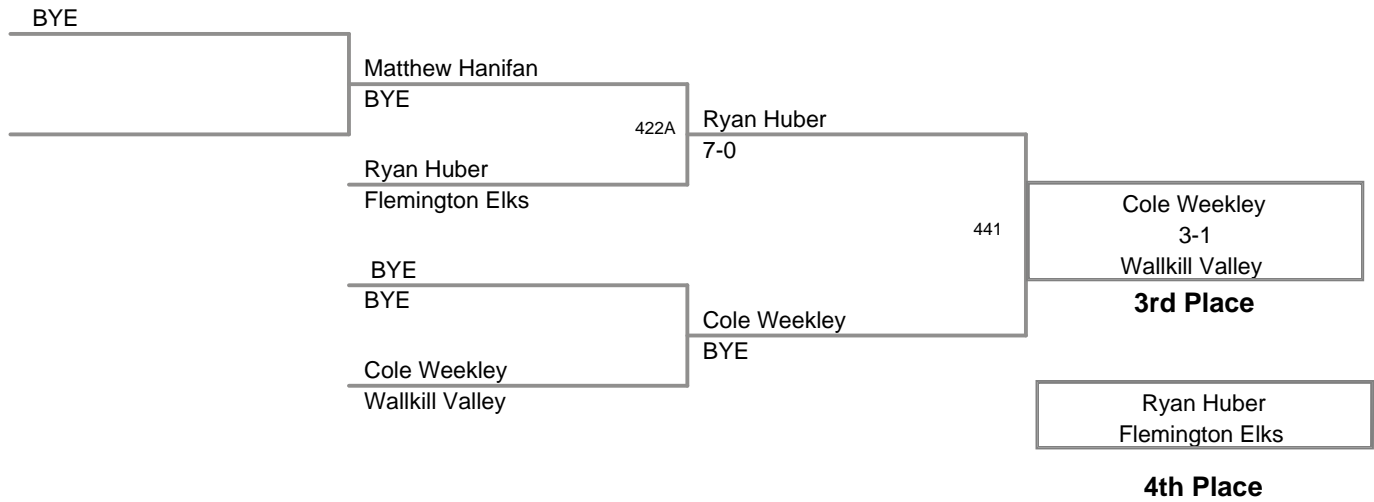 BYE
Matthew Hanifan
BYE
422A
Ryan Huber
7-0
Ryan Huber
Flemington Elks
441
Cole Weekley
3-1
Wallkill Valley
3rd Place
BYE
BYE
Cole Weekley
BYE
Cole Weekley
Wallkill Valley
Ryan Huber
Flemington Elks
4th Place